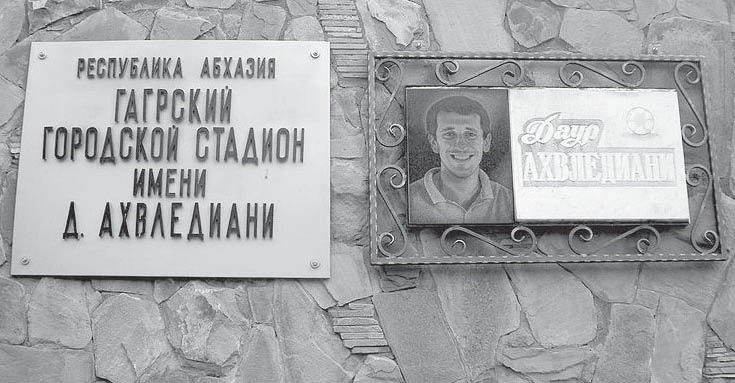 РЕСПУБЛИКА АБХАЗИЯ
ГАГРСКИЙ
ГОРОДСКОЙ СТАДИОН
ИМЕНИ
Д. АХВЛЕДИАНИ
Даур
АХВЛЕДИАНИ